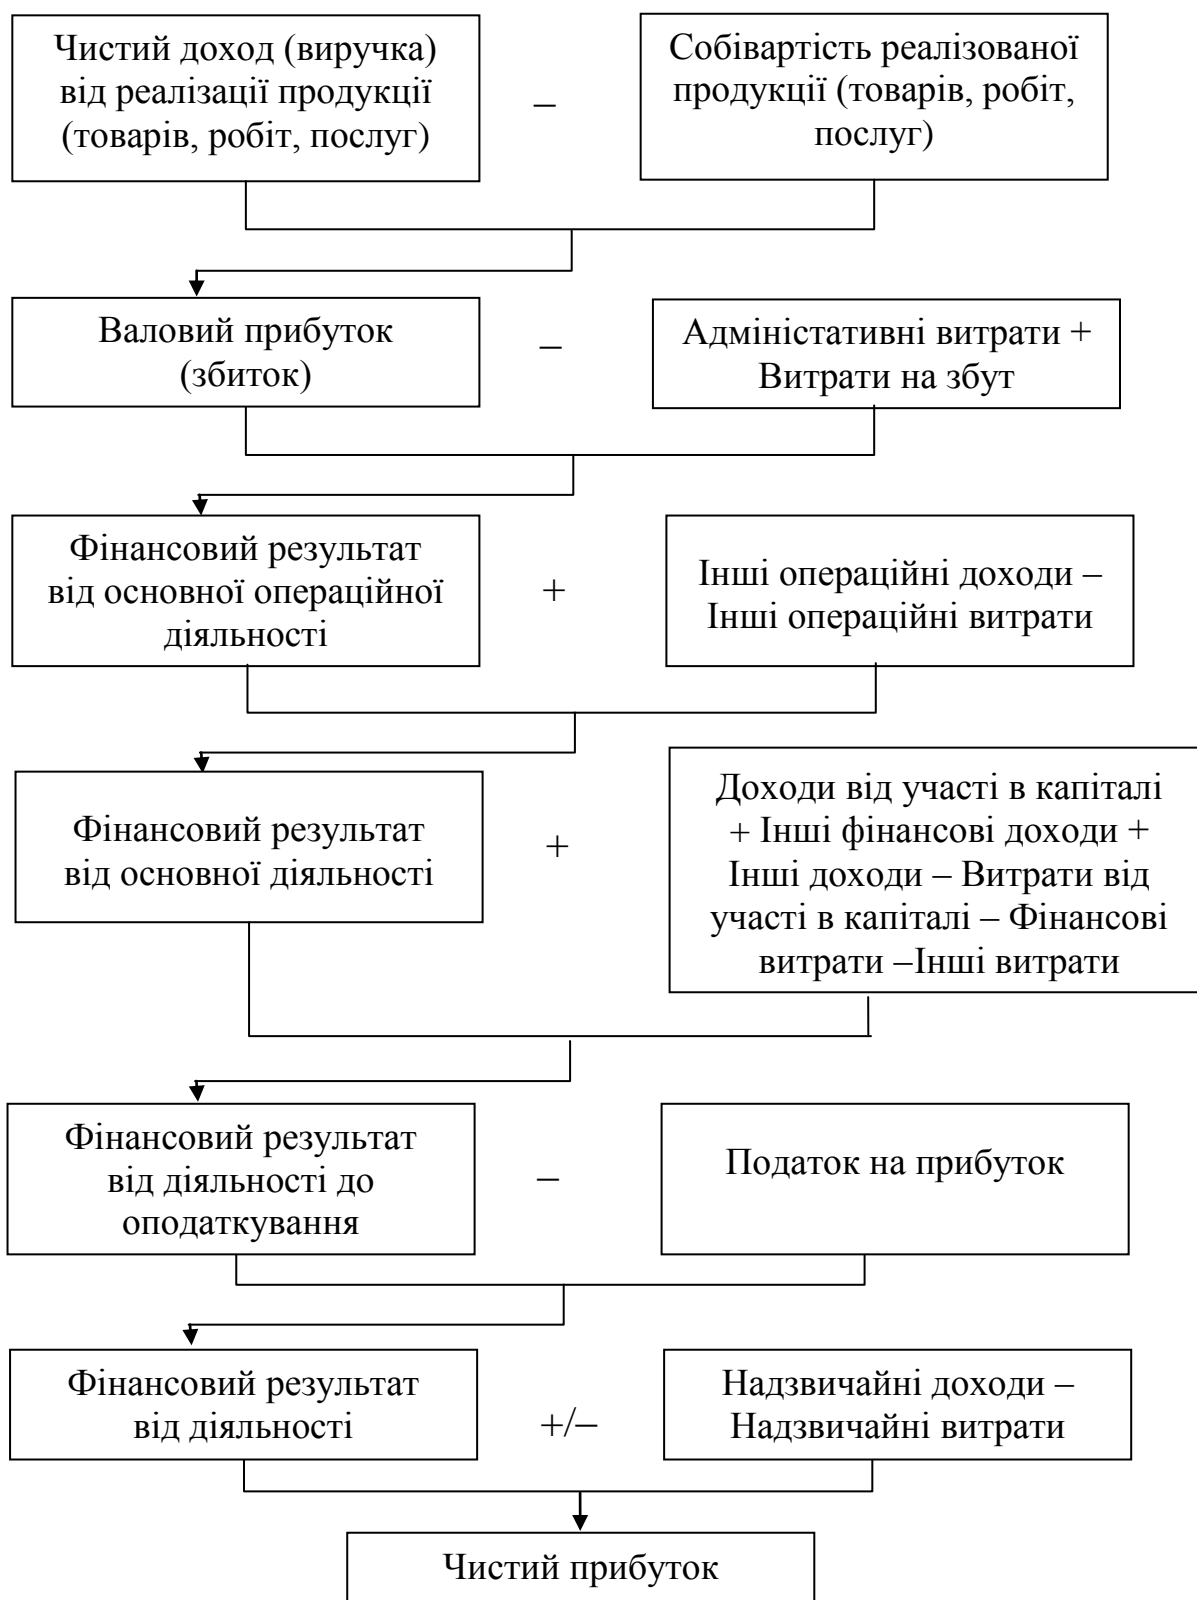 Чистий доход (виручка)
від реалізації продукції
(товарів, робіт, послуг)
–
Собівартість реалізованої
продукції (товарів, робіт,
послуг)
Валовий прибуток
(збиток)
–
Адміністативні витрати +
Витрати на збут
Фінансовий результат
від основної операційної
діяльності
+
Інші операційні доходи –
Інші операційні витрати
Фінансовий результат
від основної діяльності
+
Доходи від участі в капіталі
+ Інші фінансові доходи +
Інші доходи – Витрати від
участі в капіталі – Фінансові
витрати –Інші витрати
Фінансовий результат
від діяльності до
оподаткування
–
Податок на прибуток
Фінансовий результат
від діяльності
+/–
Надзвичайні доходи –
Надзвичайні витрати
Чистий прибуток